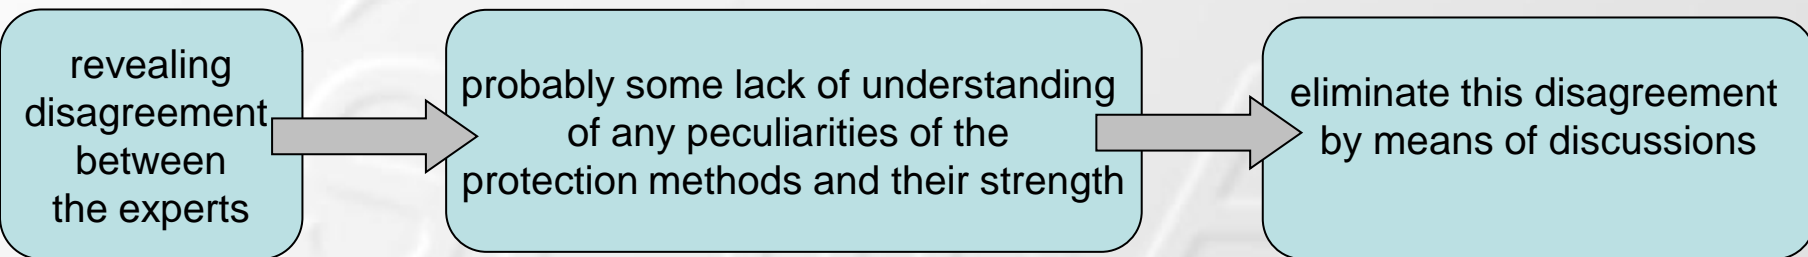 revealing
disagreement
between
the experts
probably some lack of understanding
of any peculiarities of the
protection methods and their strength
eliminate this disagreement
by means of discussions